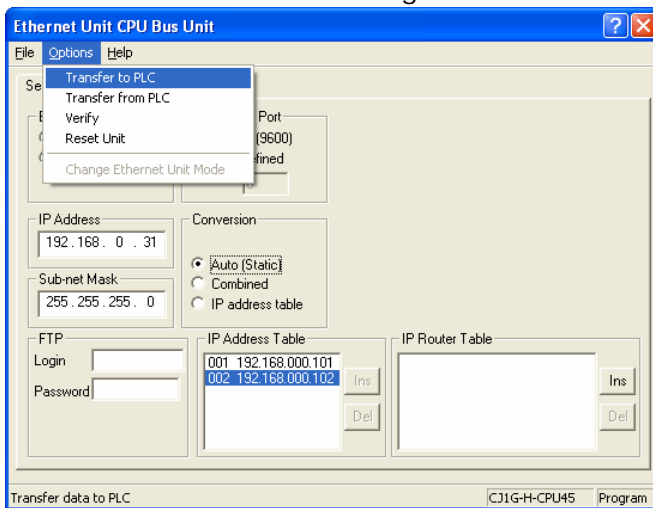 Ethernet Unit CPU Bus Unit
File Options Help
Transfer to PLC
Transfer from PLC
Verify
Reset Unit
Change Ethernet Unit Mode
Port
(9600)
IP Address
192.168. 0 . 31
Sub-net Mask
255.255.255. 0
Conversion
Auto (Static)
Combined
IP address table
FTP
Login
Password
IP Address Table
001 192.168.000.101
002 192.168.000.102
Ins
Del
IP Router Table
Ins
Del
Transfer data to PLC CJ1G-H-CPU45 Program